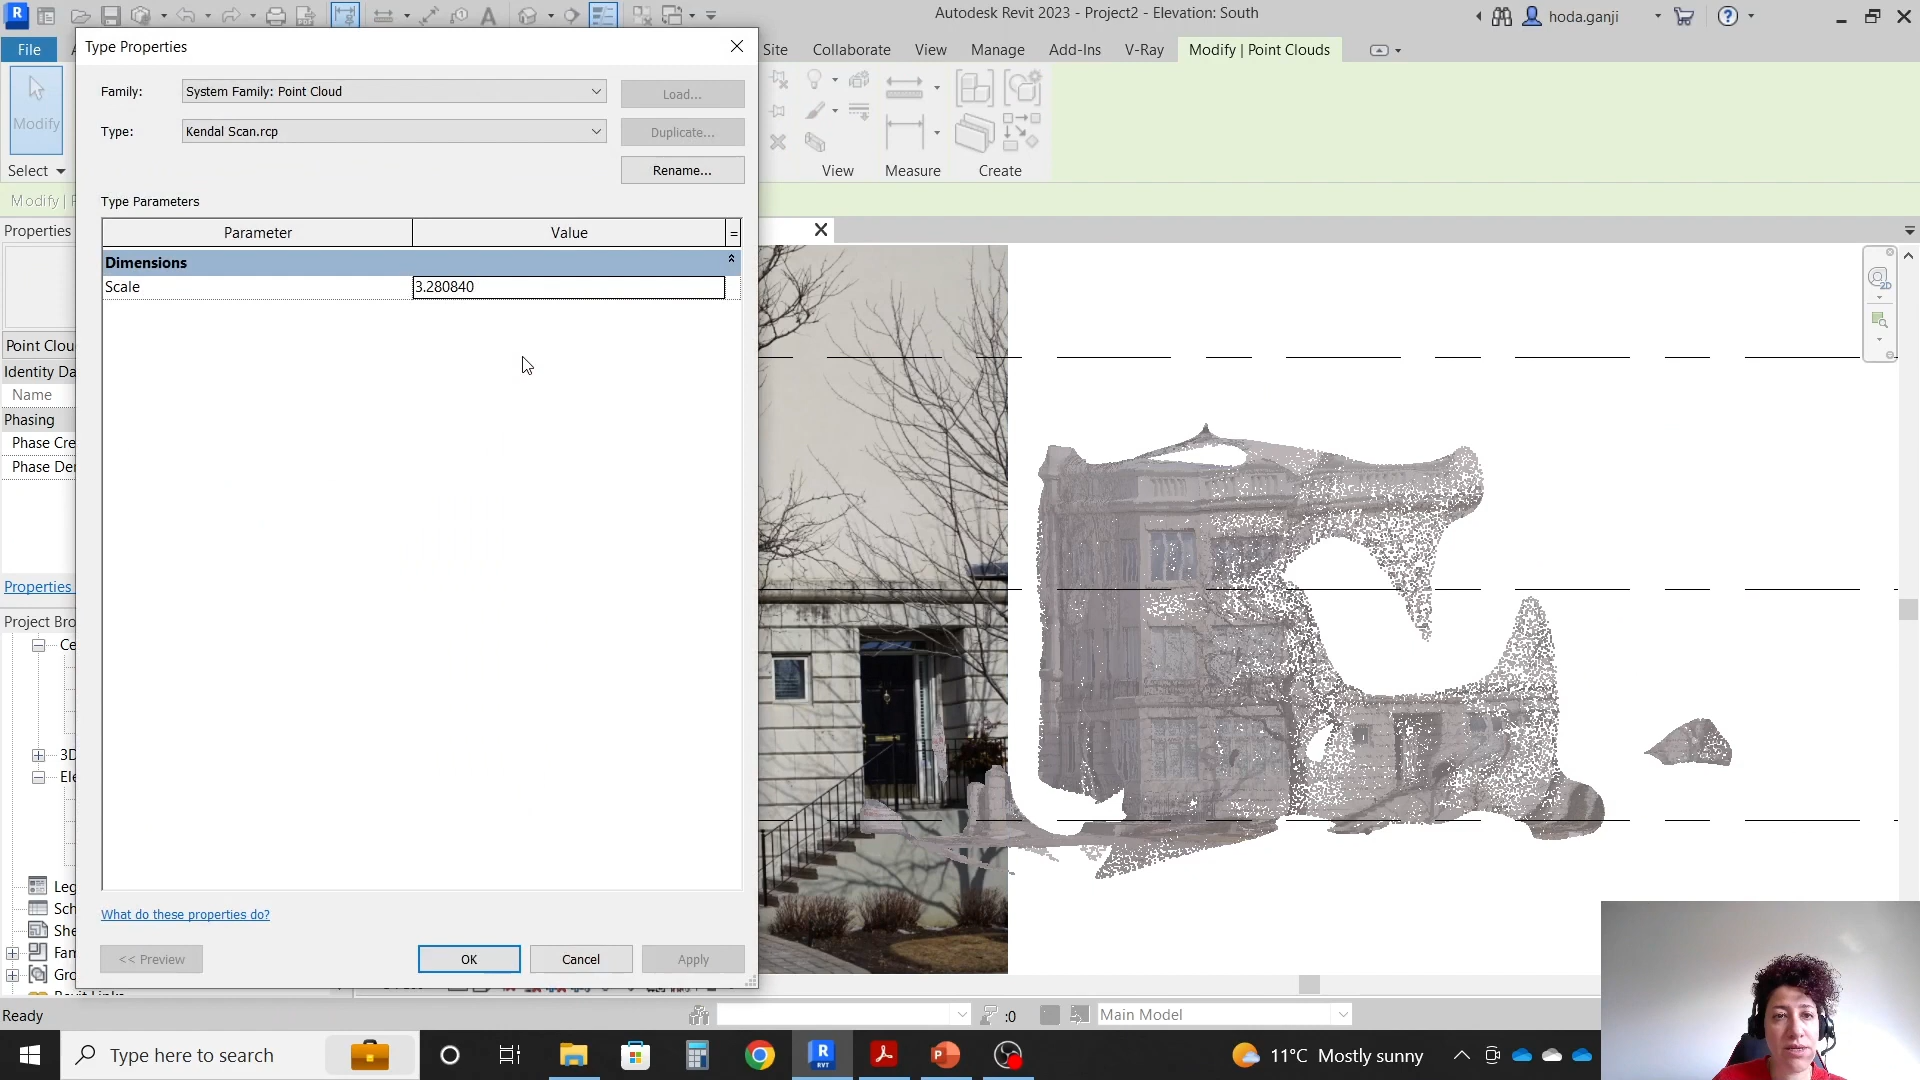 Autodesk Revit 2023 - Project2 - Elevation: South
hoda.ganji
File
Site
Collaborate
View
Manage
Add-Ins
V-Ray
Modify | Point Clouds
Type Properties
Family:
System Family: Point Cloud
Load...
Type:
Kendal Scan.rcp
Duplicate...
Rename...
Type Parameters
Parameter
Value
=
Dimensions
Scale
3.280840
What do these properties do?
<< Preview
OK
Cancel
Apply
Modify
Select
View
Measure
Create
Modify |
Properties
Point Clou
Identity Da
Name
Phasing
Phase Cre
Phase Der
Properties
Project Bro
Ce
3D
Ele
Leg
Sch
She
Fam
Gro
2D
Ready
:0
Main Model
Type here to search
R
RVT
11°C Mostly sunny